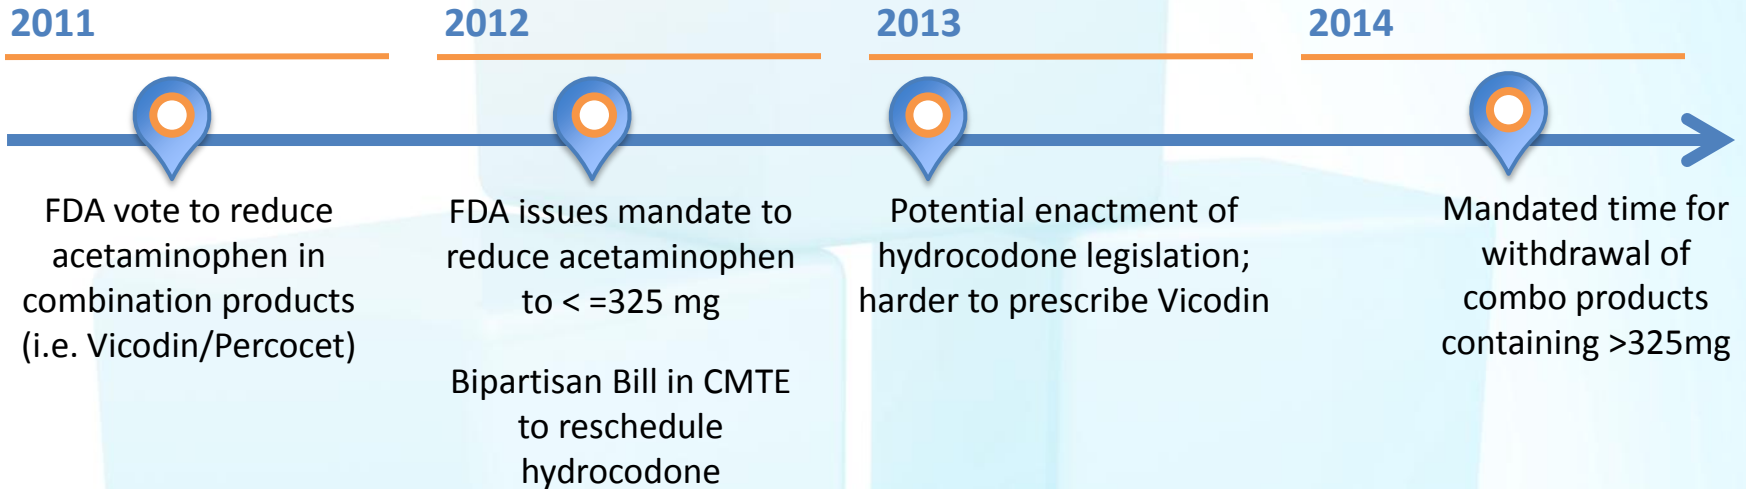 2011
FDA vote to reduce
acetaminophen in
combination products
(i.e. Vicodin/Percocet)
2012
FDA issues mandate to
reduce acetaminophen
to < =325 mg
Bipartisan Bill in CMTE
to reschedule
hydrocodone
2013
Potential enactment of
hydrocodone legislation;
harder to prescribe Vicodin
2014
Mandated time for
withdrawal of
combo products
containing >325mg